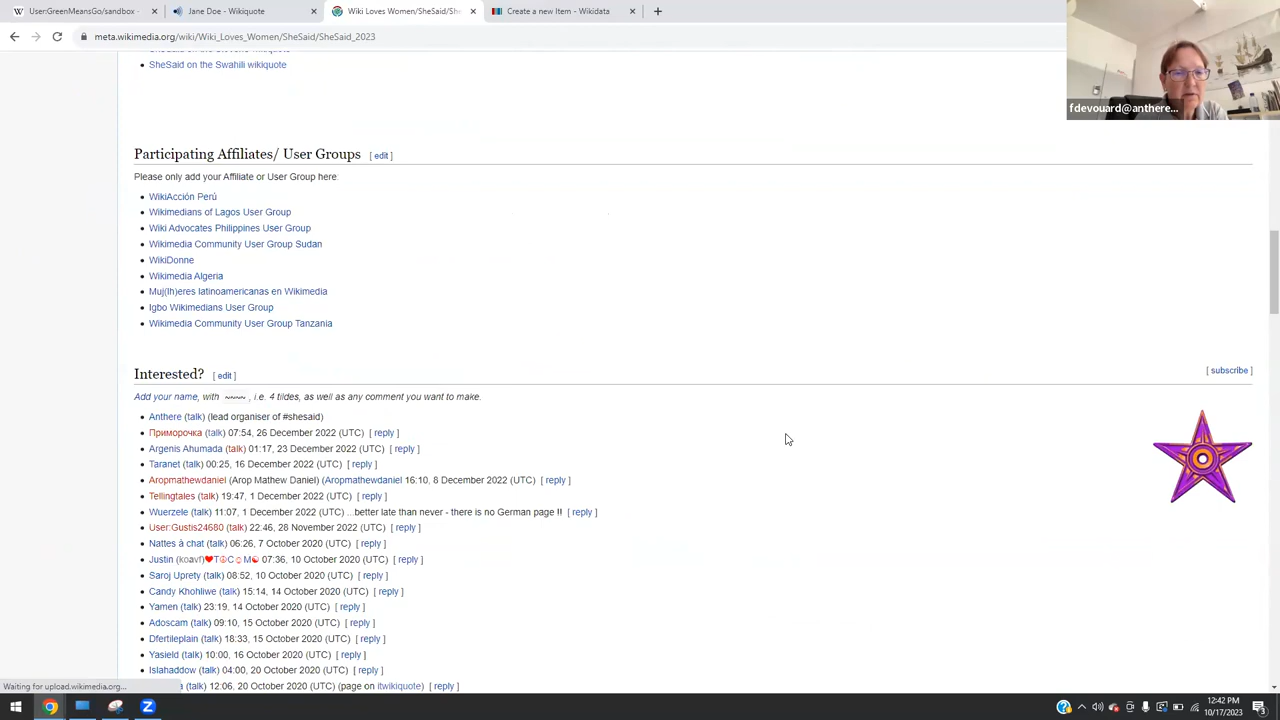 User:GreenMeansGo/sandbox -
Jane Doe - Wikiquote
Wiki Loves Women/SheSaid/She
Create a new Item - Wikidata
meta.wikimedia.org/wiki/Wiki_Loves_Women/SheSaid/SheSaid_2023
SheSaid on the Swahili wikiquote
fdevouard@anthere...
Participating Affiliates/ User Groups [ edit ]
Please only add your Affiliate or User Group here:
WikiAcción Perú
Wikimedians of Lagos User Group
Wiki Advocates Philippines User Group
Wikimedia Community User Group Sudan
WikiDonne
Wikimedia Algeria
Muj(lh)eres latinoamericanas en Wikimedia
Igbo Wikimedians User Group
Wikimedia Community User Group Tanzania
Interested? [ edit ]
[ subscribe ]
Add your name, with ~~~~, i.e. 4 tildes, as well as any comment you want to make.
Anthere (talk) (lead organiser of #shesaid)
Приморочка (talk) 07:54, 26 December 2022 (UTC) [ reply ]
Argenis Ahumada (talk) 01:17, 23 December 2022 (UTC) [ reply ]
Taranet (talk) 00:25, 16 December 2022 (UTC) [ reply ]
Aropmathewdaniel (Arop Mathew Daniel) (Aropmathewdaniel 16:10, 8 December 2022 (UTC) [ reply ]
Tellingtales (talk) 19:47, 1 December 2022 (UTC) [ reply ]
Wuerzele (talk) 11:07, 1 December 2022 (UTC) ...better late than never - there is no German page !! [ reply ]
User:Gustis24680 (talk) 22:46, 28 November 2022 (UTC) [ reply ]
Nattes à chat (talk) 06:26, 7 October 2020 (UTC) [ reply ]
Justin (koavf)❤T☮C☺M☯ 07:36, 10 October 2020 (UTC) [ reply ]
Saroj Uprety (talk) 08:52, 10 October 2020 (UTC) [ reply ]
Candy Khohliwe (talk) 15:14, 14 October 2020 (UTC) [ reply ]
Yamen (talk) 23:19, 14 October 2020 (UTC) [ reply ]
Adoscam (talk) 09:10, 15 October 2020 (UTC) [ reply ]
Dfertileplain (talk) 18:33, 15 October 2020 (UTC) [ reply ]
Yasield (talk) 10:00, 16 October 2020 (UTC) [ reply ]
Islahaddow (talk) 04:00, 20 October 2020 (UTC) [ reply ]
a (talk) 12:06, 20 October 2020 (UTC) (page on itwikiquote) [ reply ]
Waiting for upload.wikimedia.org...
12:42 PM
10/17/2023
3